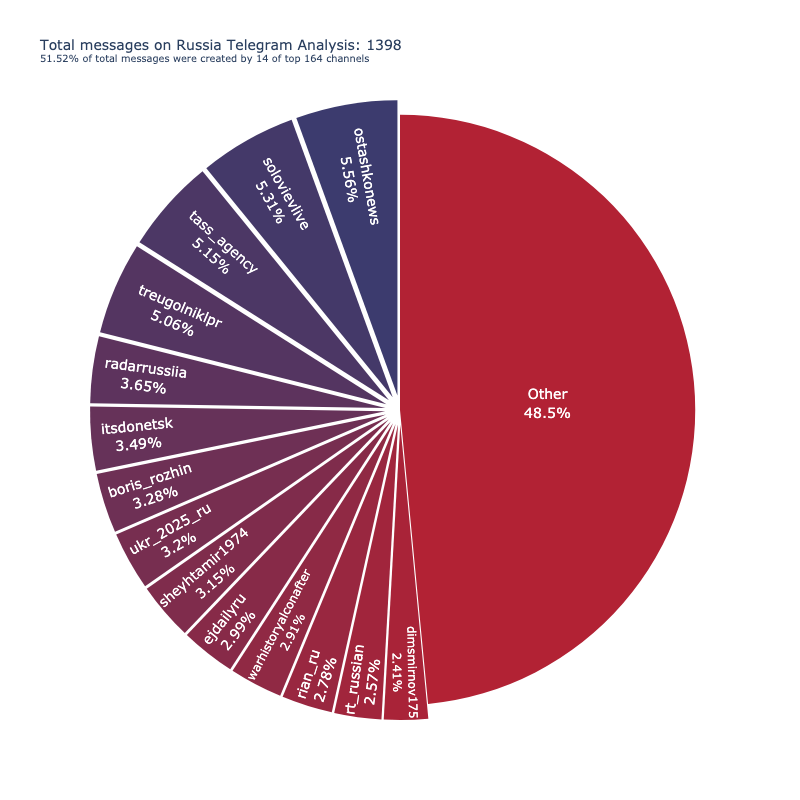 Total messages on Russia Telegram Analysis: 1398
51.52% of total messages were created by 14 of top 164 channels
ostashkonews
5.56%
solovievlive
5.31%
tass_agency
5.15%
treugolniklpr
5.06%
radarrussiia
3.65%
itsdonetsk
3.49%
boris_rozhin
3.28%
ukr_2025_ru
3.2%
sheyhtamir1974
3.15%
ejdailyru
2.99%
warhistoryalconafter
2.91%
rian_ru
2.78%
rt_russian
2.57%
dimsmirnov175
2.41%
Other
48.5%